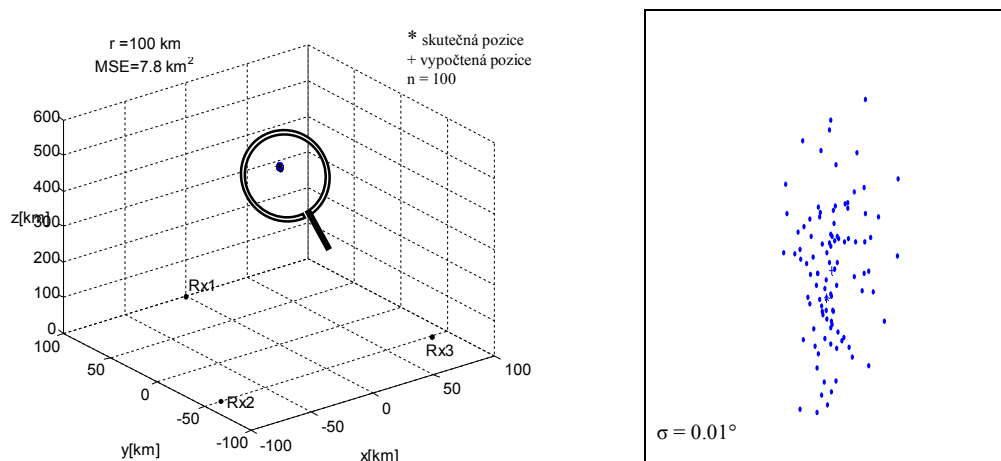 r =100 km
MSE=7.8 km²
* skutečná pozice
+ vypočtená pozice
n = 100
600
500
400
z[km]
300
200
100
0
100
50
0
-50
-100
y[km]
-100
-50
0
50
100
x[km]
Rx1
Rx2
Rx3
σ = 0.01°